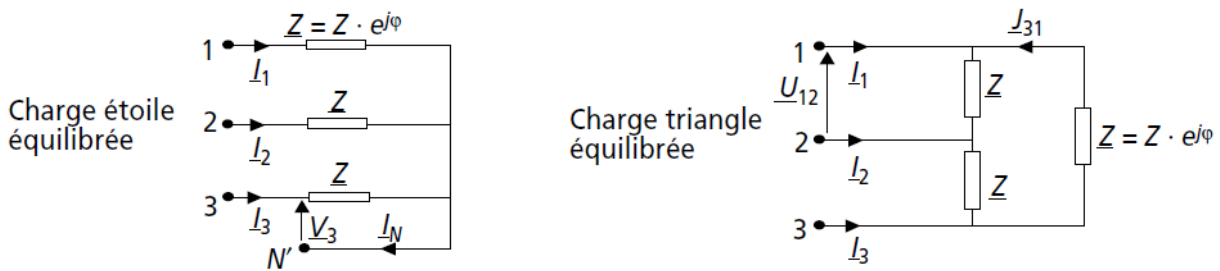 Charge étoile
équilibrée
1
Z = Z · e^{jφ}
I₁
2
Z
I₂
3
Z
I₃
V₃
I_N
N′
Charge triangle
équilibrée
J₃₁
1
I₁
U₁₂
Z
2
I₂
Z = Z · e^{jφ}
Z
3
I₃